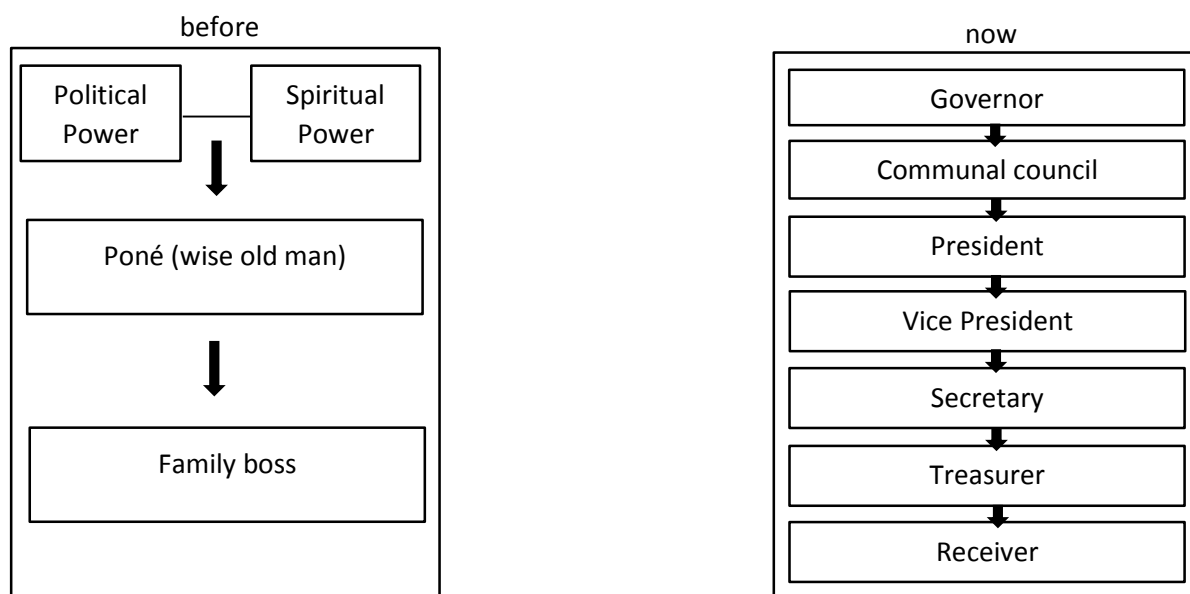 before
Political
Power
Spiritual
Power
Poné (wise old man)
Family boss
now
Governor
Communal council
President
Vice President
Secretary
Treasurer
Receiver